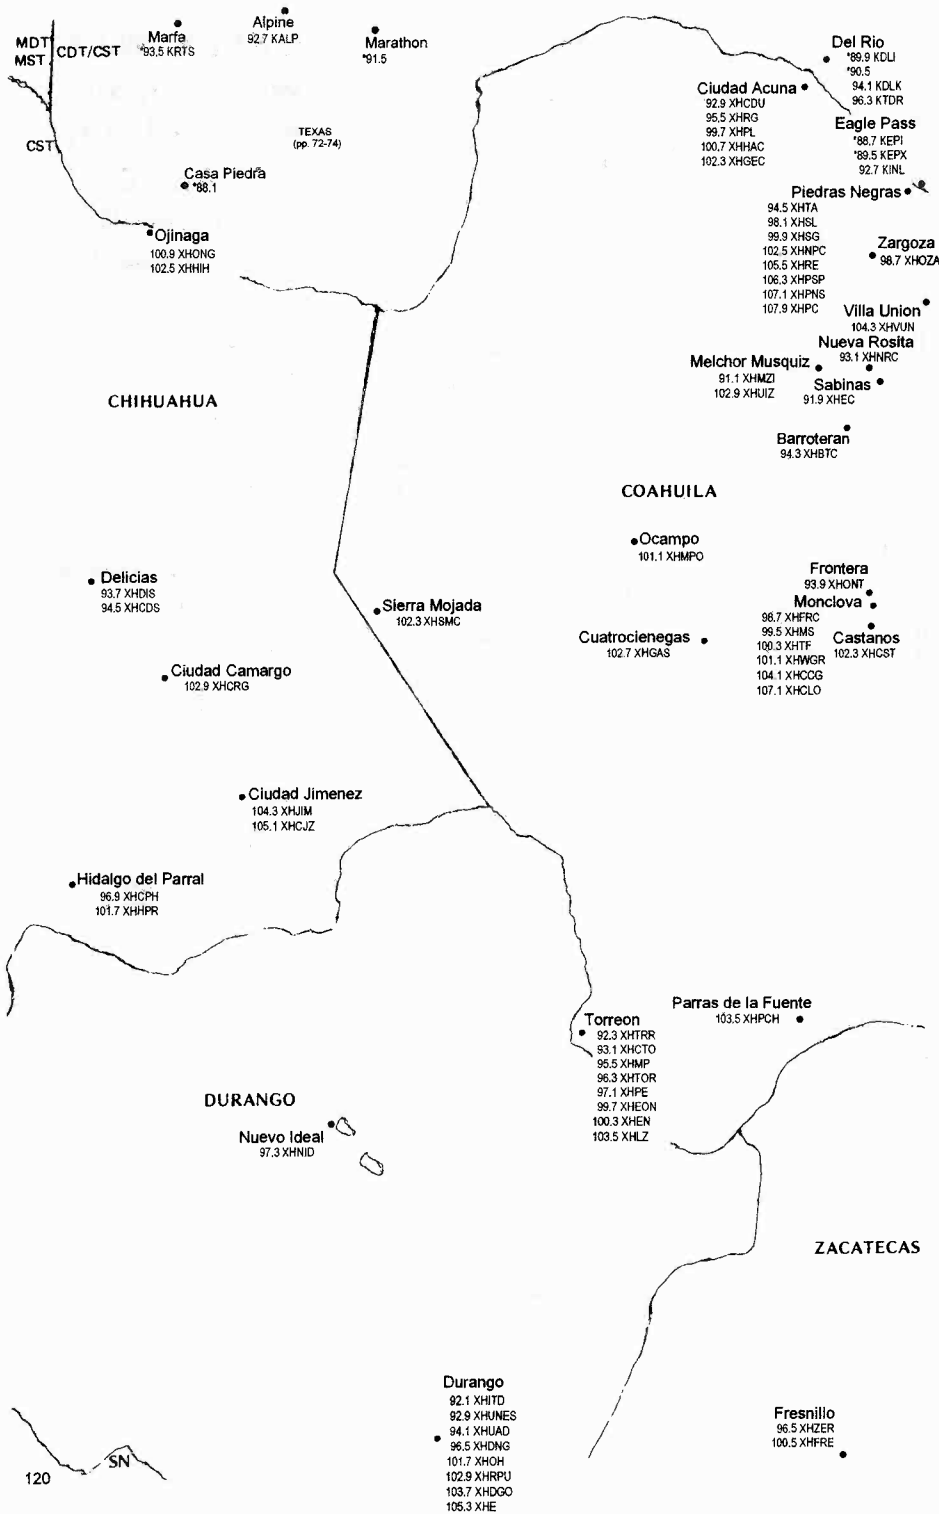 MDT
MST
CDT/CST
CST
Marfa
*93.5 KRTS
Alpine
92.7 KALP
Marathon
*91.5
TEXAS
(pp. 72-74)
Casa Piedra
*88.1
Ojinaga
100.9 XHONG
102.5 XHHIH
Del Rio
*89.9 KDLI
*90.5
94.1 KDLK
96.3 KTDR
Ciudad Acuna
92.9 XHCDU
95.5 XHRG
99.7 XHPL
100.7 XHHAC
102.3 XHGEC
Eagle Pass
*88.7 KEPI
*89.5 KEPX
92.7 KINL
Piedras Negras
94.5 XHTA
98.1 XHSL
99.9 XHSG
102.5 XHNPC
105.5 XHRE
106.3 XHPSP
107.1 XHPNS
107.9 XHPC
Zargoza
98.7 XHOZA
Villa Union
104.3 XHVUN
Nueva Rosita
93.1 XHNRC
Melchor Musquiz
91.1 XHMZI
102.9 XHUIZ
Sabinas
91.9 XHEC
Barroteran
94.3 XHBTC
CHIHUAHUA
COAHUILA
Ocampo
101.1 XHMPO
Delicias
93.7 XHDIS
94.5 XHCDS
Sierra Mojada
102.3 XHSMC
Frontera
93.9 XHONT
Monclova
98.7 XHFRC
99.5 XHMS
100.3 XHTF
101.1 XHWGR
104.1 XHCCG
107.1 XHCLO
Castanos
102.3 XHCST
Cuatrocienegas
102.7 XHGAS
Ciudad Camargo
102.9 XHCRG
Ciudad Jimenez
104.3 XHJIM
105.1 XHCJZ
Hidalgo del Parral
96.9 XHCPH
101.7 XHHPR
Parras de la Fuente
103.5 XHPCH
Torreon
92.3 XHTRR
93.1 XHCTO
95.5 XHMP
96.3 XHTOR
97.1 XHPE
99.7 XHEON
100.3 XHEN
103.5 XHLZ
DURANGO
Nuevo Ideal
97.3 XHNID
ZACATECAS
Durango
92.1 XHITD
92.9 XHUNES
94.1 XHUAD
96.5 XHDNG
101.7 XHOH
102.9 XHRPU
103.7 XHDGO
105.3 XHE
Fresnillo
96.5 XHZER
100.5 XHFRE
SN
120